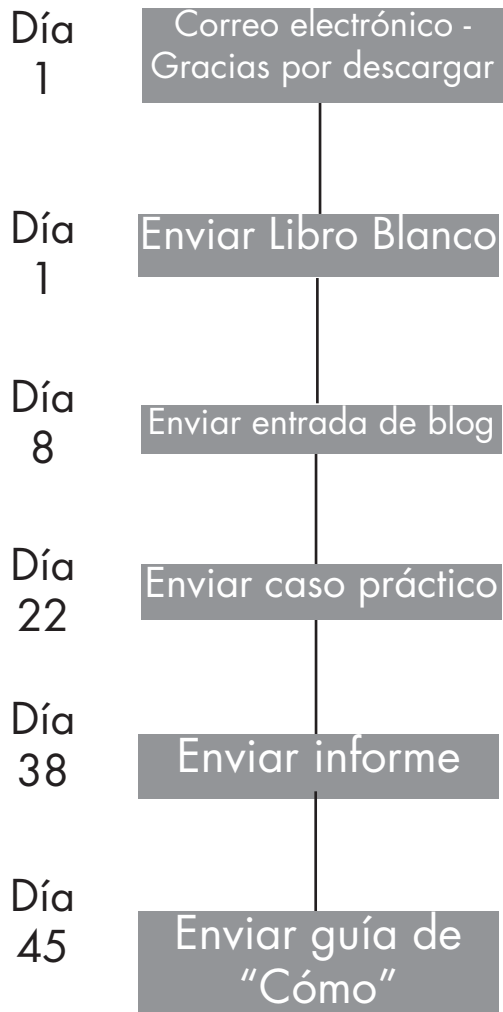 Día
1
Correo electrónico -
Gracias por descargar
Día
1
Enviar Libro Blanco
Día
8
Enviar entrada de blog
Día
22
Enviar caso práctico
Día
38
Enviar informe
Día
45
Enviar guía de
“Cómo”